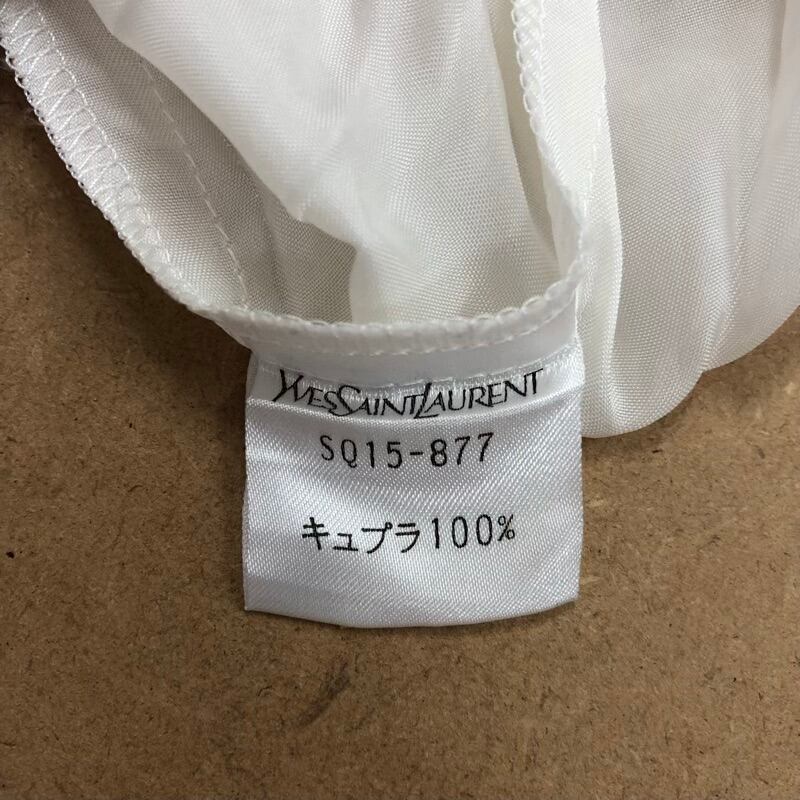 YVESSAINTLAURENT
SQ15-877
キュプラ100%